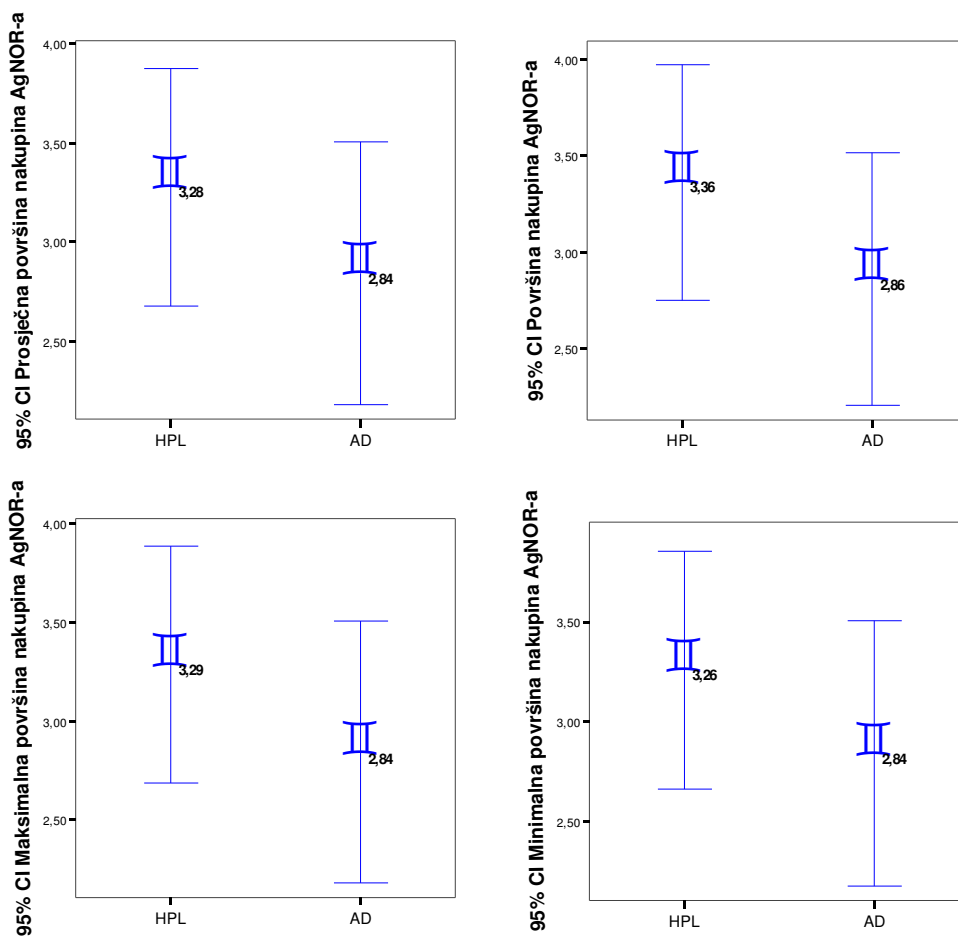 95% CI Prosječna površina nakupina AgNOR-a
4,00
3,50
3,00
2,50
3,28
2,84
HPL
AD
95% CI Površina nakupina AgNOR-a
4,00
3,50
3,00
2,50
3,36
2,86
HPL
AD
95% CI Maksimalna površina nakupina AgNOR-a
4,00
3,50
3,00
2,50
3,29
2,84
HPL
AD
95% CI Minimalna površina nakupina AgNOR-a
3,50
3,00
2,50
3,26
2,84
HPL
AD